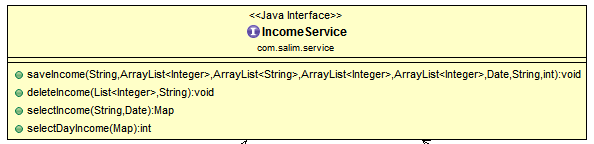 <<Java Interface>>
IncomeService
com.salim.service
saveIncome(String,ArrayList<Integer>,ArrayList<String>,ArrayList<Integer>,ArrayList<Integer>,Date,String,int):void
deleteIncome(List<Integer>,String):void
selectIncome(String,Date):Map
selectDayIncome(Map):int